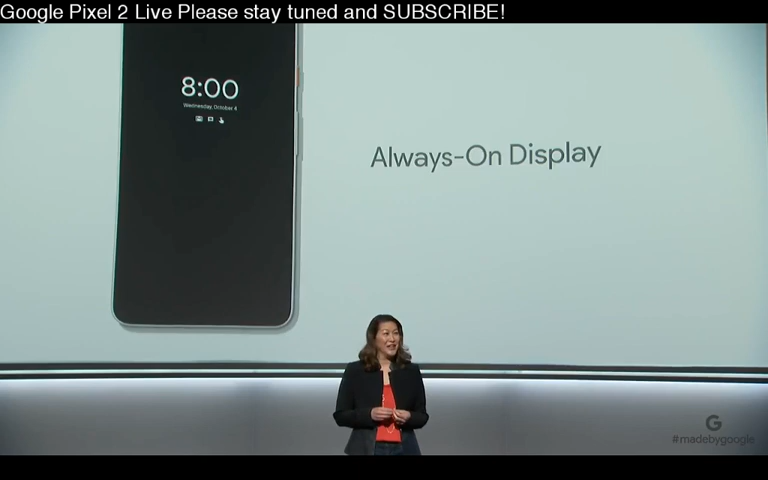 Google Pixel 2 Live Please stay tuned and SUBSCRIBE!
8:00
Wednesday, October 4
Always-On Display
G
#madebygoogle